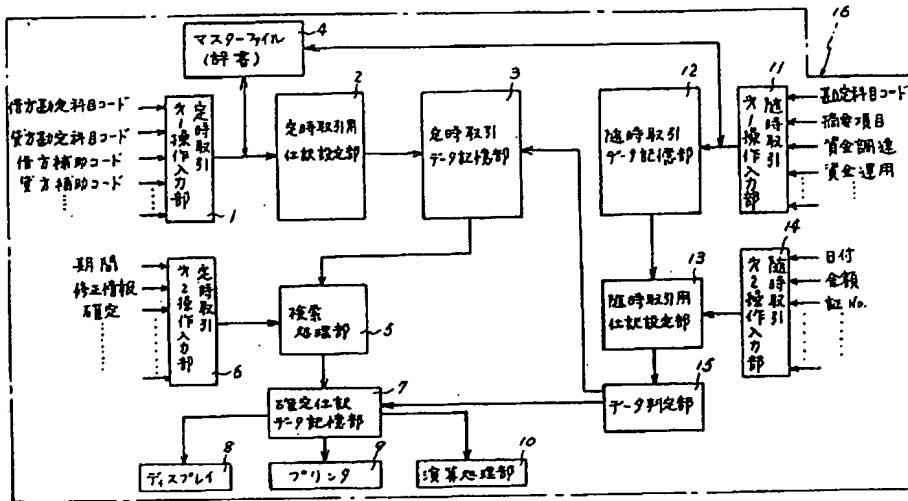 4
マスターファイル
(辞書)
16
2
3
12
11
借方勘定科目コード
貸方勘定科目コード
借方補助コード
貸方補助コード
定時取引
オ1操作入力部
1
定時取引用
仕訳設定部
定時取引
データ記憶部
随時取引
データ記憶部
随時取引
オ1操作入力部
勘定科目コード
摘要項目
資金調達
資金運用
期間
修正情報
確定
定時取引
オ2操作入力部
6
検索
処理部
5
13
随時取引用
仕訳設定部
14
随時取引
オ2操作入力部
日付
金額
証No.
7
確定仕訳
データ記憶部
15
データ判定部
8
ディスプレイ
9
プリンタ
10
演算処理部